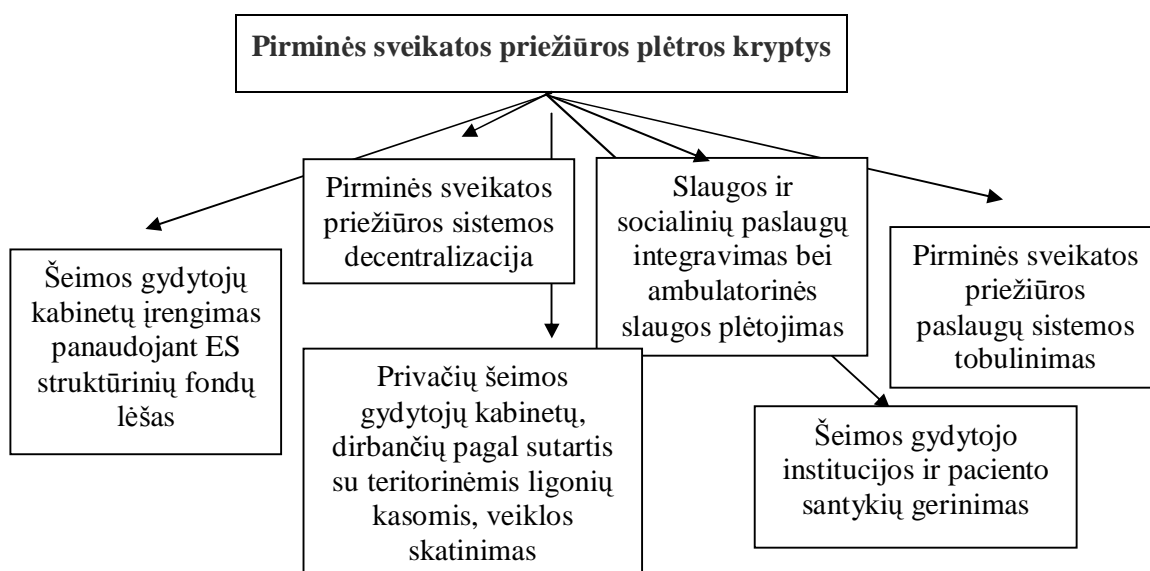 Pirminės sveikatos priežiūros plėtros kryptys
Šeimos gydytojų
kabinetų įrengimas
panaudojant ES
struktūrinių fondų
lėšas
Pirminės sveikatos
priežiūros sistemos
decentralizacija
Privačių šeimos
gydytojų kabinetų,
dirbančių pagal sutartis
su teritorinėmis ligonių
kasomis, veiklos
skatinimas
Slaugos ir
socialinių paslaugų
integravimas bei
ambulatorinės
slaugos plėtojimas
Šeimos gydytojo
institucijos ir paciento
santykių gerinimas
Pirminės sveikatos
priežiūros
paslaugų sistemos
tobulinimas